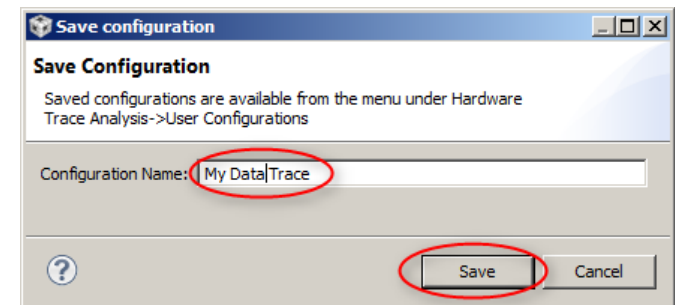 Save configuration
Save Configuration
Saved configurations are available from the menu under Hardware
Trace Analysis->User Configurations
Configuration Name: My Data Trace
? Save Cancel